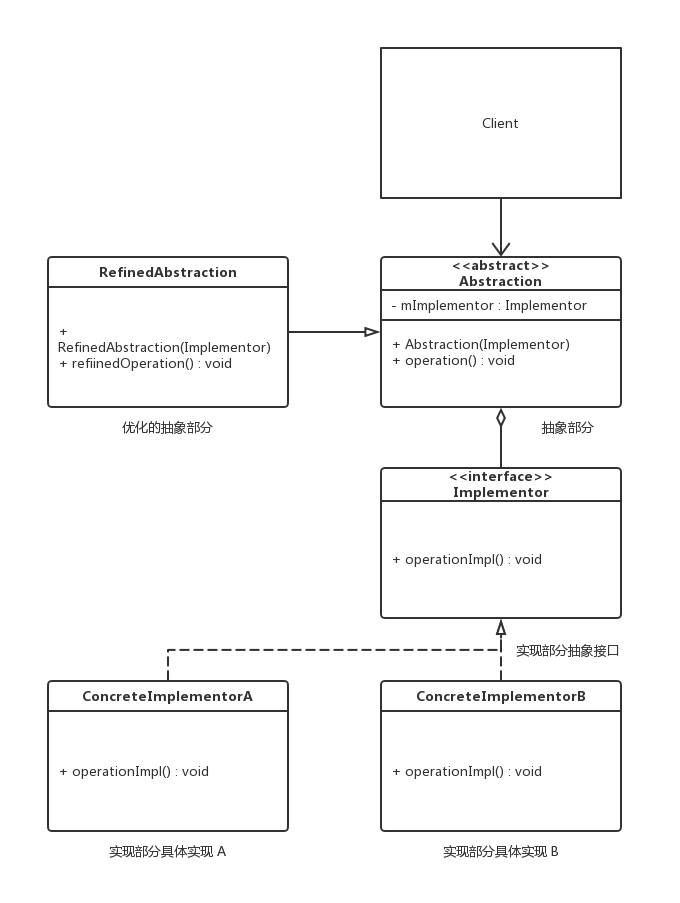 Client
RefinedAbstraction
+
RefinedAbstraction(Implementor)
+ refiinedOperation() : void
优化的抽象部分
<<abstract>>
Abstraction
- mImplementor : Implementor
+ Abstraction(Implementor)
+ operation() : void
抽象部分
<<interface>>
Implementor
+ operationImpl() : void
实现部分抽象接口
ConcreteImplementorA
+ operationImpl() : void
实现部分具体实现 A
ConcreteImplementorB
+ operationImpl() : void
实现部分具体实现 B